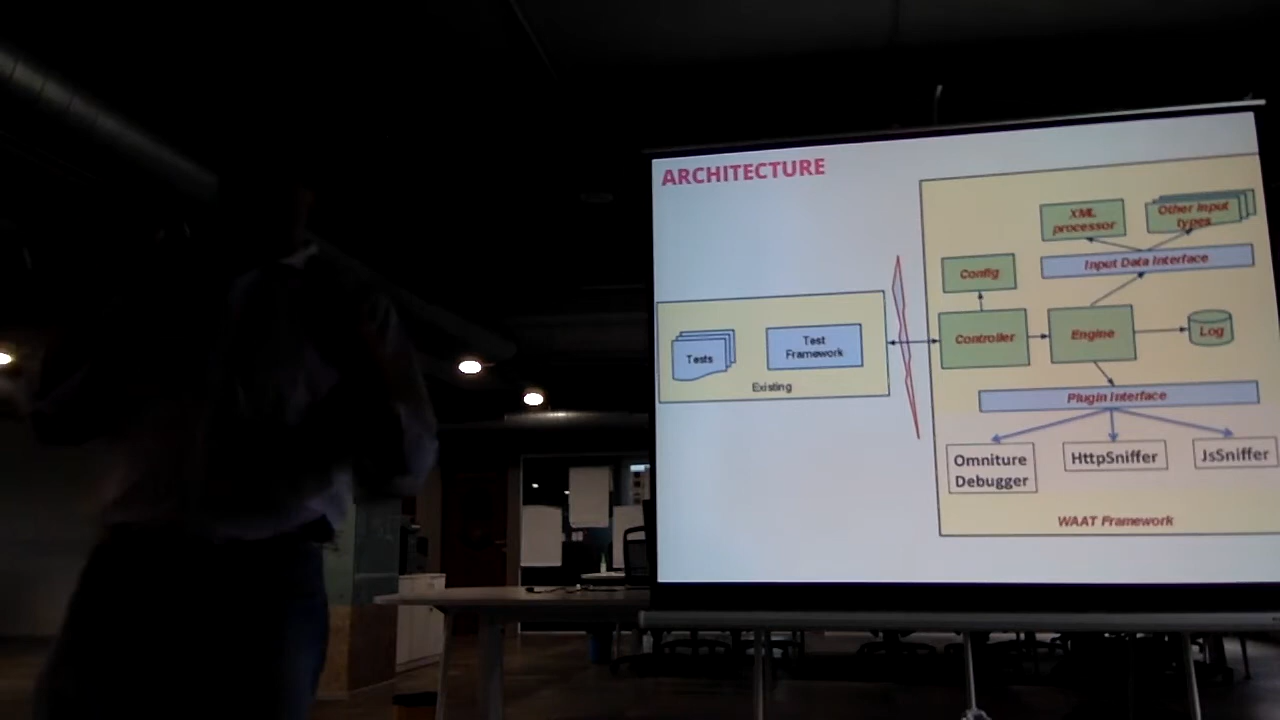 ARCHITECTURE
XML
processor
Other input
types
Input Data Interface
Config
Controller
Engine
Log
Tests
Test
Framework
Existing
Plugin Interface
Omniture
Debugger
HttpSniffer
JsSniffer
WAAT Framework